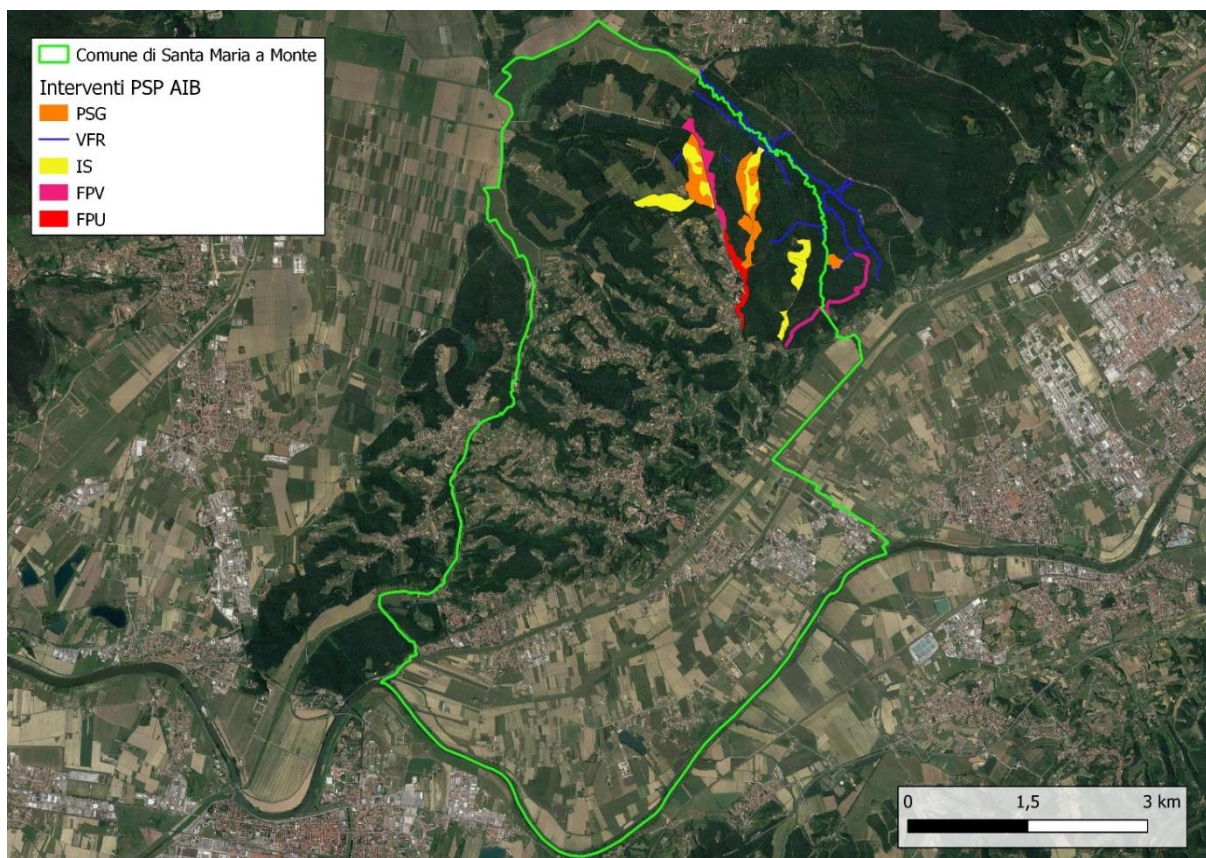 Comune di Santa Maria a Monte
Interventi PSP AIB
PSG
VFR
IS
FPV
FPU
0 1,5 3 km